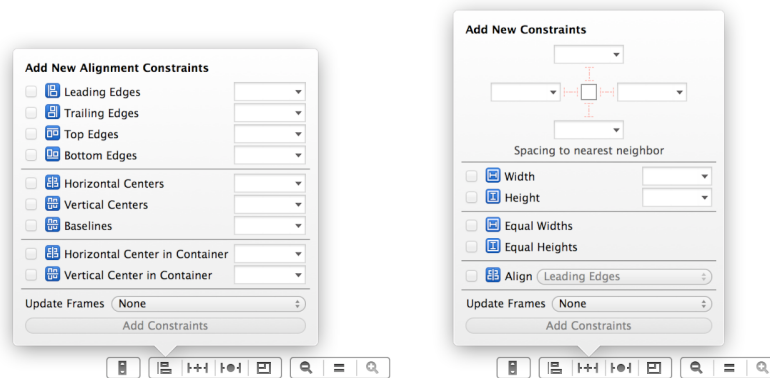 Add New Alignment Constraints
Leading Edges
Trailing Edges
Top Edges
Bottom Edges
Horizontal Centers
Vertical Centers
Baselines
Horizontal Center in Container
Vertical Center in Container
Update Frames None
Add Constraints
Add New Constraints
Spacing to nearest neighbor
Width
Height
Equal Widths
Equal Heights
Align Leading Edges
Update Frames None
Add Constraints